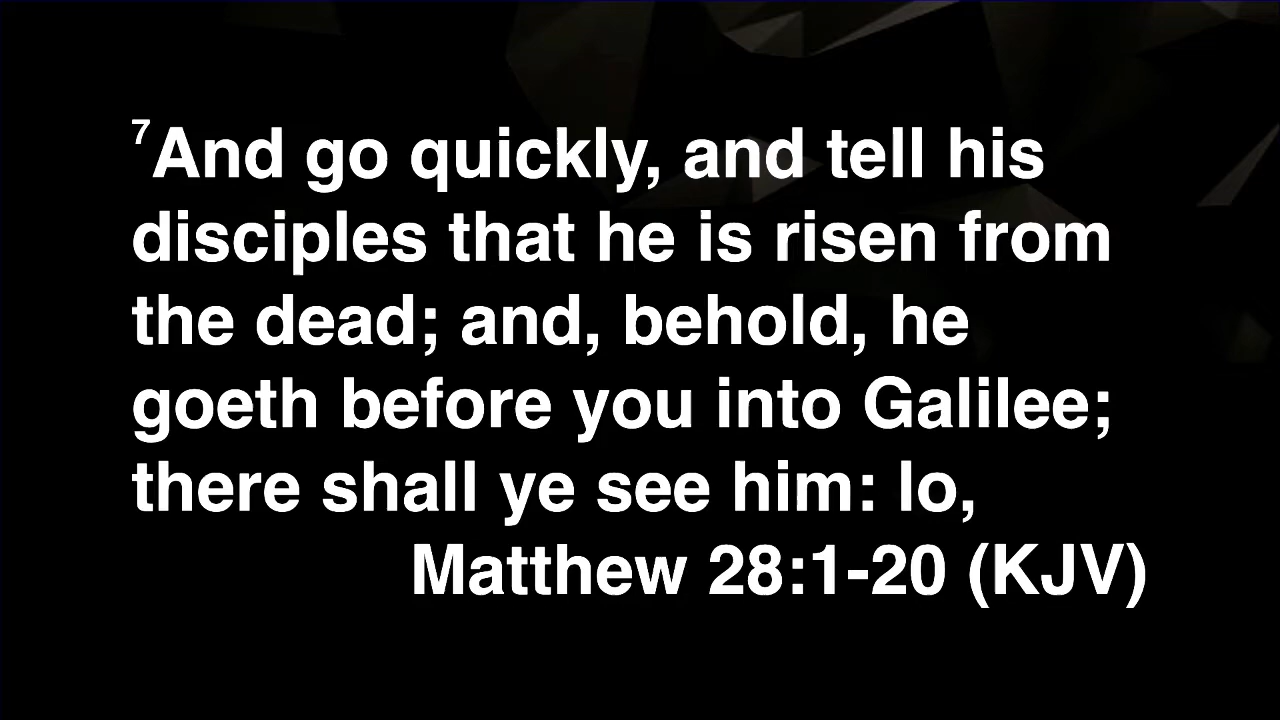 7And go quickly, and tell his
disciples that he is risen from
the dead; and, behold, he
goeth before you into Galilee;
there shall ye see him: lo,
Matthew 28:1-20 (KJV)